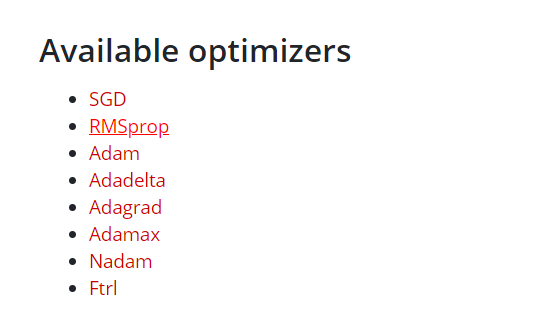 Available optimizers
SGD
RMSprop
Adam
Adadelta
Adagrad
Adamax
Nadam
Ftrl